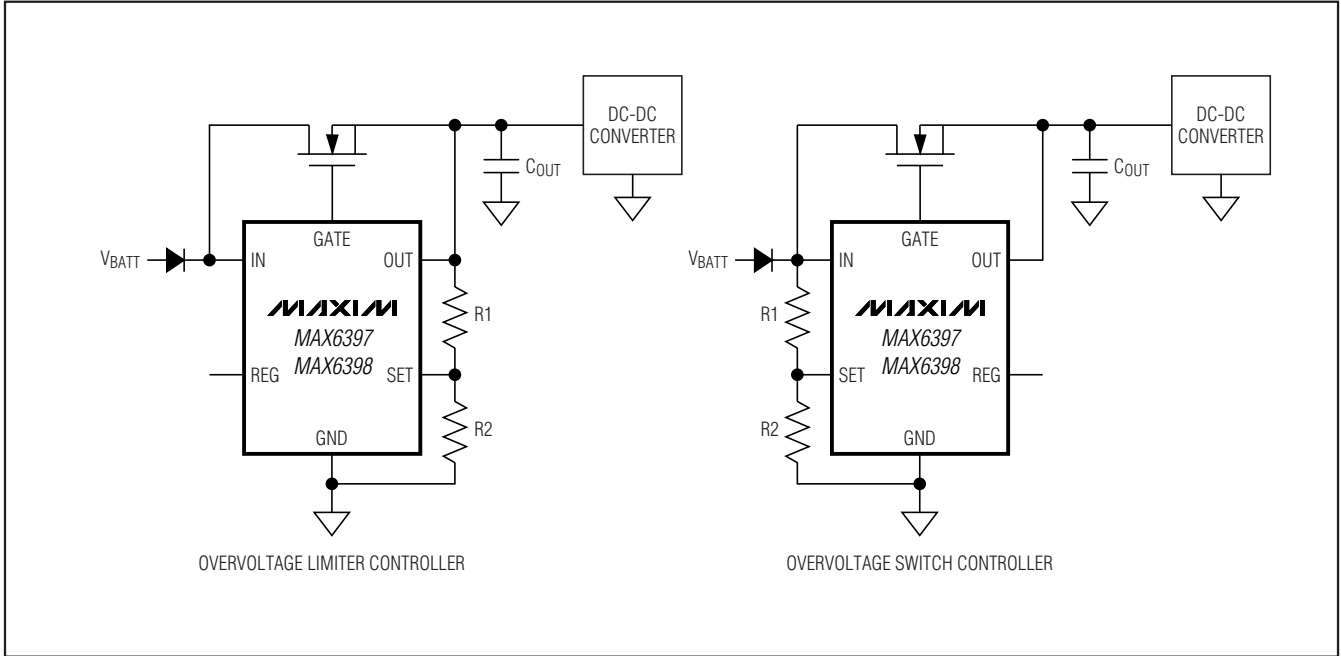 DC-DC
CONVERTER
COUT
GATE
VBATT
IN
OUT
MAXIM
MAX6397
MAX6398
R1
REG
SET
R2
GND
OVERVOLTAGE LIMITER CONTROLLER
DC-DC
CONVERTER
COUT
GATE
VBATT
IN
OUT
R1
MAXIM
MAX6397
MAX6398
SET
REG
R2
GND
OVERVOLTAGE SWITCH CONTROLLER